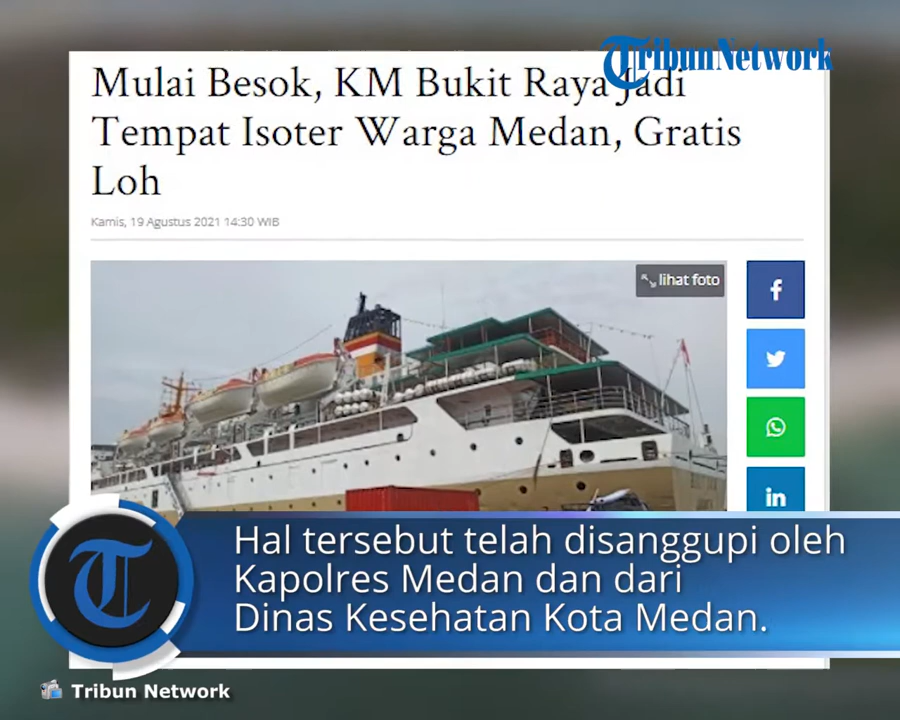 TribunNetwork
Mulai Besok, KM Bukit Raya Jadi
Tempat Isoter Warga Medan, Gratis
Loh
Kamis, 19 Agustus 2021 14:30 WIB
lihat foto
Hal tersebut telah disanggupi oleh
Kapolres Medan dan dari
Dinas Kesehatan Kota Medan.
Tribun Network